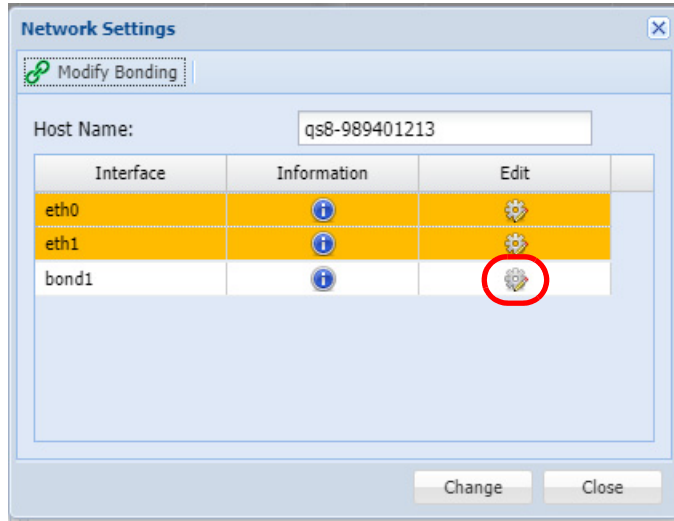 Network Settings
Modify Bonding
Host Name: qs8-989401213
Interface Information Edit
eth0
eth1
bond1
Change Close